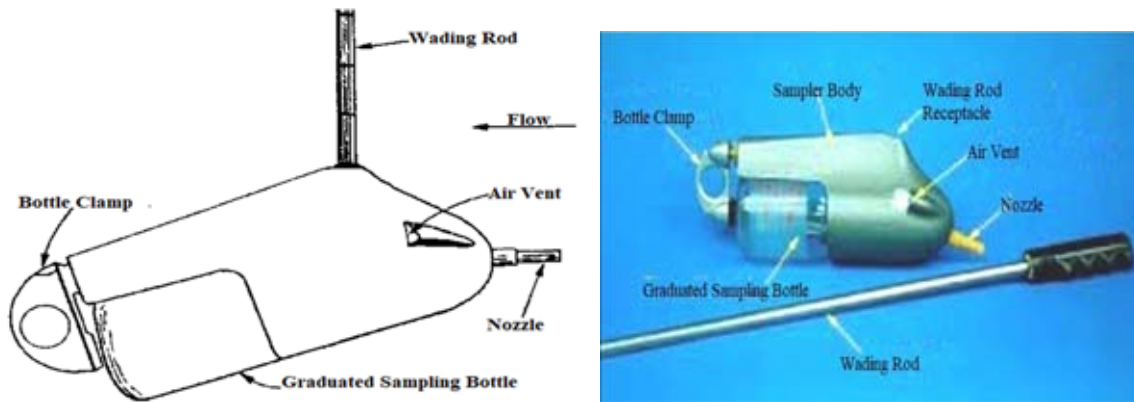 Wading Rod
Flow
Air Vent
Bottle Clamp
Nozzle
Graduated Sampling Bottle
Sampler Body
Wading Rod
Receptacle
Bottle Clamp
Air Vent
Nozzle
Graduated Sampling Bottle
Wading Rod